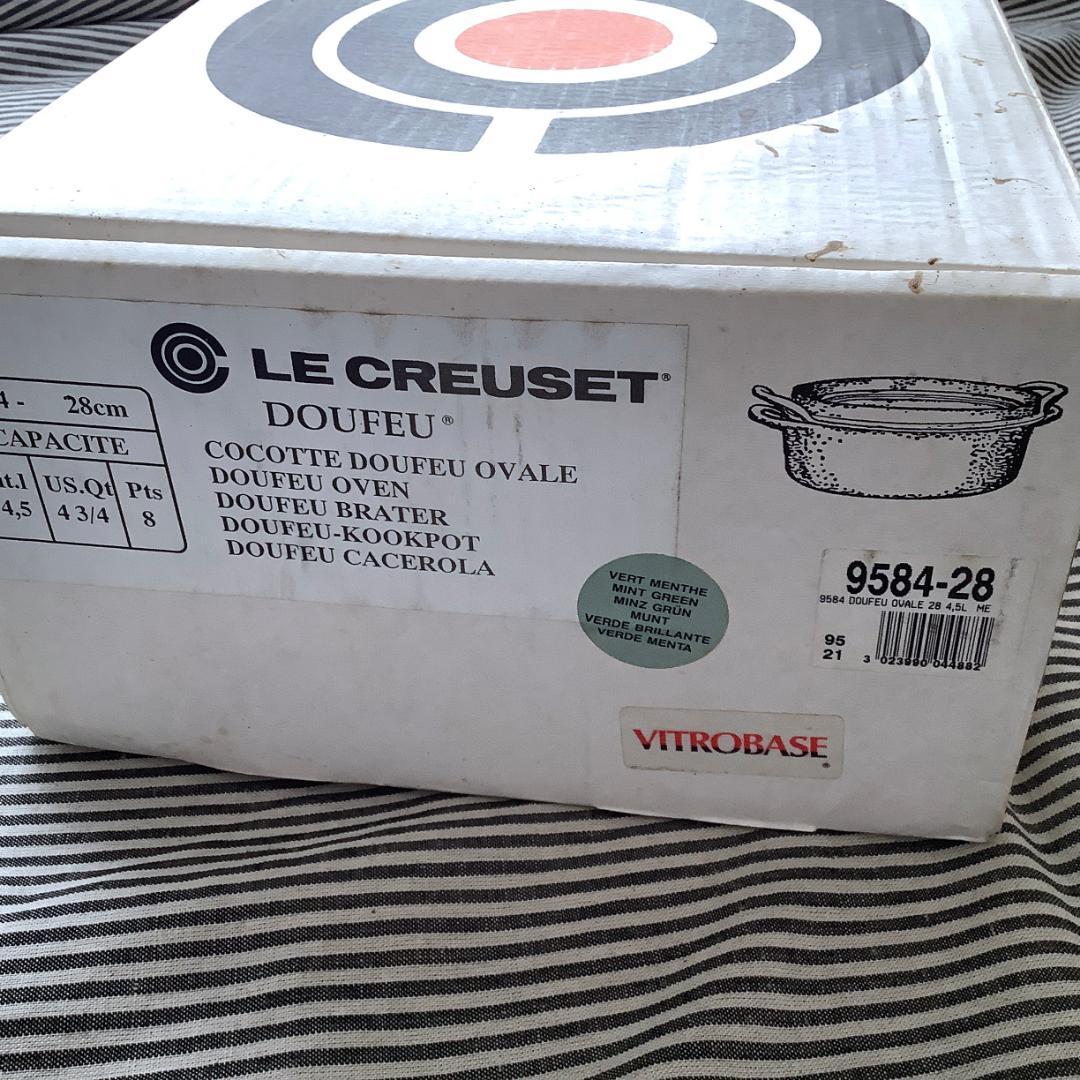 LE CREUSET®
DOUFEU®
COCOTTE DOUFEU OVALE
DOUFEU OVEN
DOUFEU BRATER
DOUFEU-KOOKPOT
DOUFEU CACEROLA
4 - 28cm
CAPACITE
t.l US.Qt Pts
4,5 4 3/4 8
VERT MENTHE
MINT GREEN
MINZ GRÜN
MUNT
VERDE BRILLANTE
VERDE MENTA
9584-28
9584 DOUFEU OVALE 28 4,5L ME
95
21
3 023990 044882
VITROBASE®